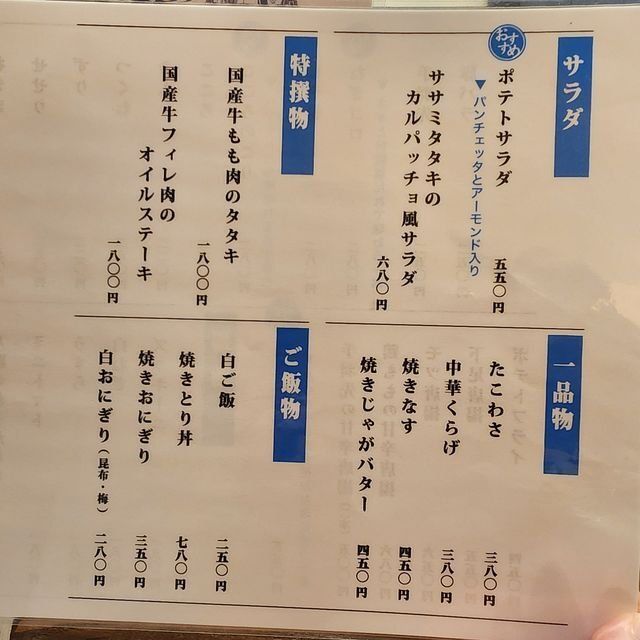 サラダ
おすすめ
ポテトサラダ
▼パンチェッタとアーモンド入り
五五〇円
ササミタタキの
カルパッチョ風サラダ
六八〇円
特撰物
国産牛もも肉のタタキ
一八〇〇円
国産牛フィレ肉の
オイルステーキ
一八〇〇円
一品物
たこわさ
三八〇円
中華くらげ
三八〇円
焼きなす
四五〇円
焼きじゃがバター
四五〇円
ご飯物
白ご飯
二五〇円
焼きとり丼
七八〇円
焼きおにぎり
三五〇円
白おにぎり(昆布・梅)
二八〇円